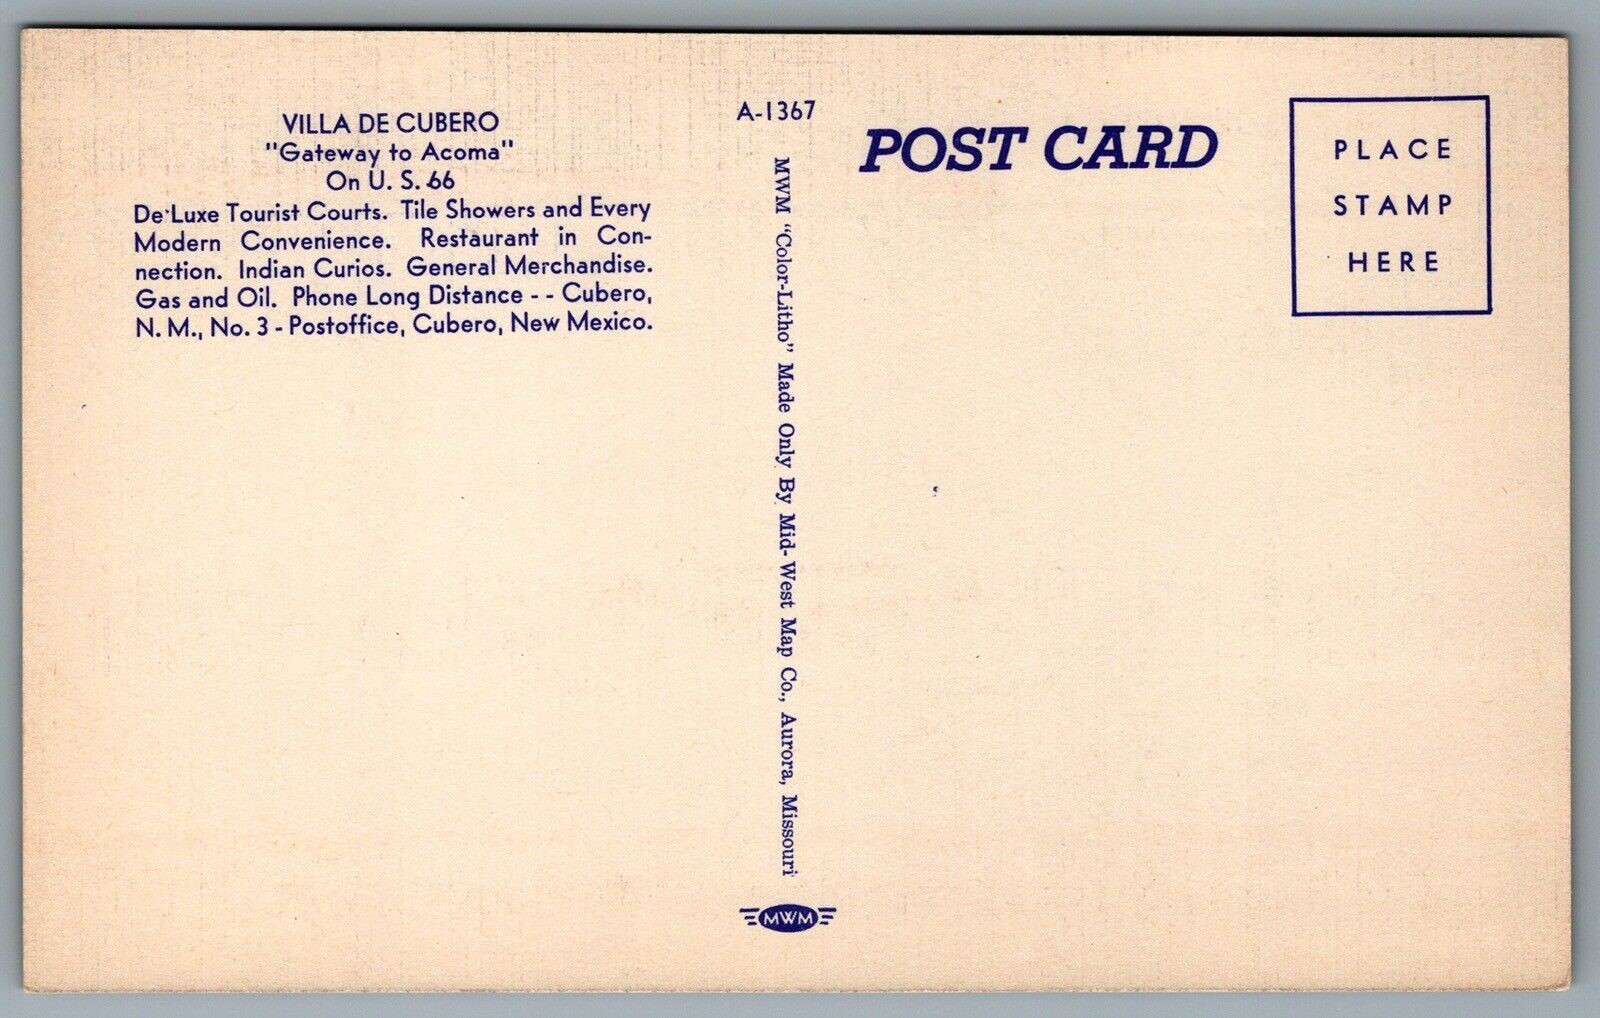 VILLA DE CUBERO
"Gateway to Acoma"
On U. S. 66
De'Luxe Tourist Courts. Tile Showers and Every
Modern Convenience. Restaurant in Con-
nection. Indian Curios. General Merchandise.
Gas and Oil. Phone Long Distance - - Cubero,
N. M., No. 3 - Postoffice, Cubero, New Mexico.
A-1367
MWM "Color-Litho" Made Only By Mid-West Map Co., Aurora, Missouri
MWM
POST CARD
PLACE
STAMP
HERE